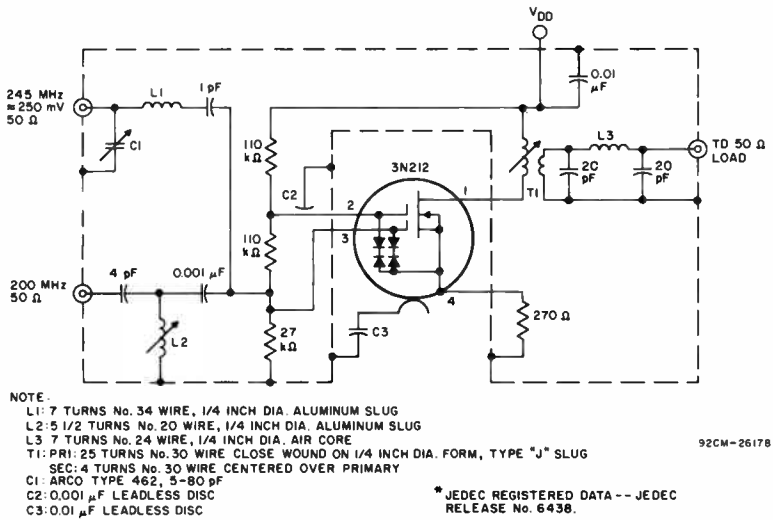 V DD
245 MHz
≈250 mV
50 Ω
L1
1 pF
0.01
μF
C1
110
kΩ
3N212
L3
TO 50 Ω
LOAD
20
pF
20
pF
T1
C2
1
2
3
110
kΩ
4 pF
0.001 μF
200 MHz
50 Ω
4
L2
27
kΩ
C3
270 Ω
NOTE-
L1: 7 TURNS No. 34 WIRE, 1/4 INCH DIA. ALUMINUM SLUG
L2: 5 1/2 TURNS No. 20 WIRE, 1/4 INCH DIA. ALUMINUM SLUG
L3 7 TURNS No. 24 WIRE, 1/4 INCH DIA. AIR CORE
T1: PRI: 25 TURNS No. 30 WIRE CLOSE WOUND ON 1/4 INCH DIA. FORM, TYPE "J" SLUG
SEC: 4 TURNS No. 30 WIRE CENTERED OVER PRIMARY
C1: ARCO TYPE 462, 5-80 pF
C2: 0.001 μF LEADLESS DISC
C3: 0.01 μF LEADLESS DISC
92CM-26178
* JEDEC REGISTERED DATA -- JEDEC
RELEASE No. 6438.